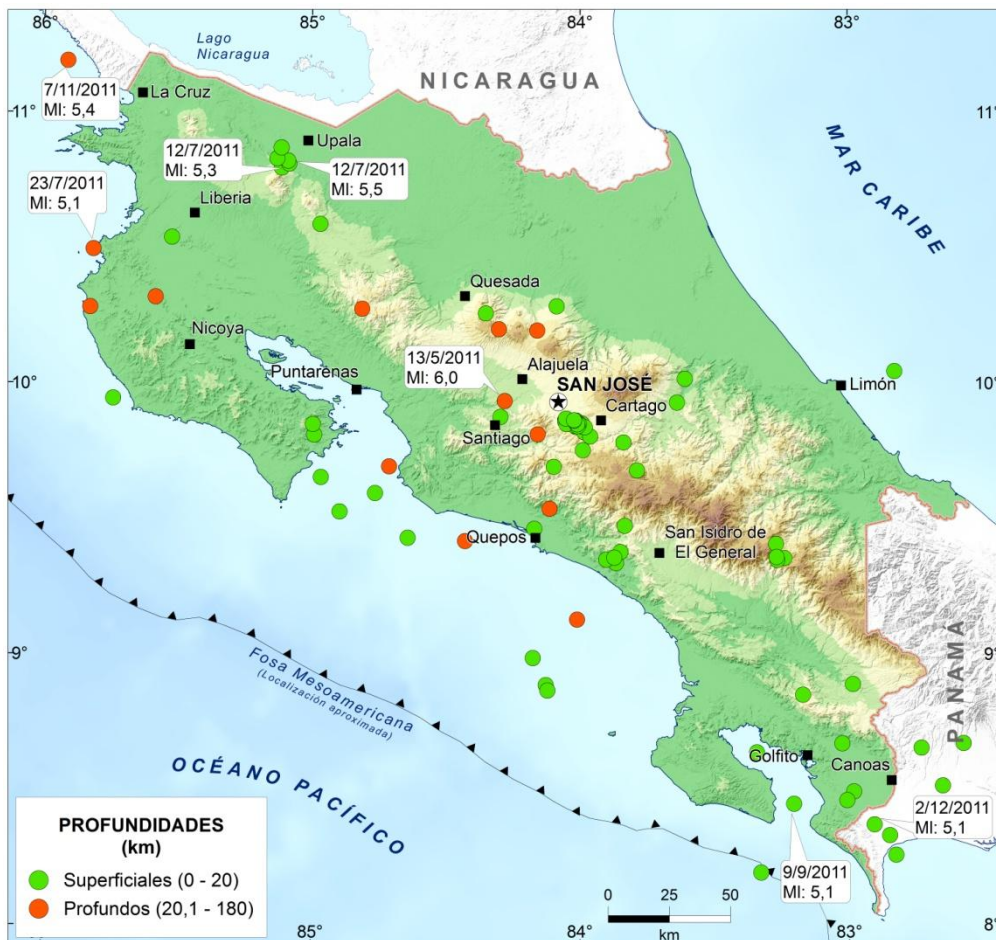 86°
85°
84°
83°
Lago
Nicaragua
NICARAGUA
7/11/2011
Ml: 5,4
La Cruz
11°
11°
Upala
12/7/2011
Ml: 5,3
12/7/2011
Ml: 5,5
MAR CARIBE
23/7/2011
Ml: 5,1
Liberia
Quesada
Nicoya
13/5/2011
Ml: 6,0
Alajuela
Puntarenas
SAN JOSÉ
10°
10°
Limón
Cartago
Santiago
Quepos
San Isidro de
El General
9°
9°
Fosa Mesoamericana
(Localización aproximada)
PANAMÁ
OCÉANO PACÍFICO
Golfito
Canoas
2/12/2011
Ml: 5,1
9/9/2011
Ml: 5,1
PROFUNDIDADES
(km)
Superficiales (0 - 20)
Profundos (20,1 - 180)
0 25 50
km
86°
85°
84°
83°